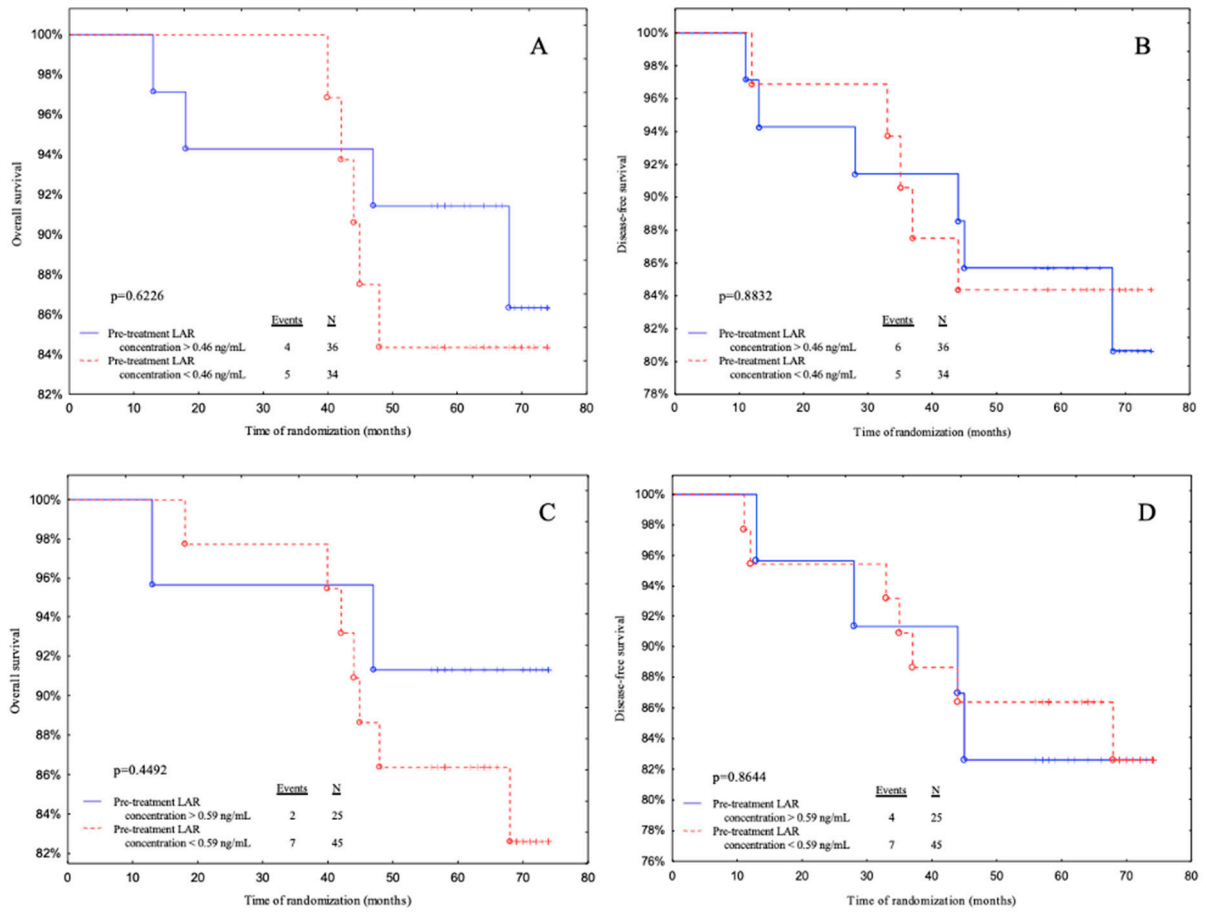 A
100%
98%
96%
94%
92%
90%
88%
86%
84%
82%
Overall survival
p=0.6226
Events N
Pre-treatment LAR
concentration > 0.46 ng/mL 4 36
Pre-treatment LAR
concentration < 0.46 ng/mL 5 34
0 10 20 30 40 50 60 70 80
Time of randomization (months)
B
100%
98%
96%
94%
92%
90%
88%
86%
84%
82%
80%
78%
Disease-free survival
p=0.8832
Events N
Pre-treatment LAR
concentration > 0.46 ng/mL 6 36
Pre-treatment LAR
concentration < 0.46 ng/mL 5 34
0 10 20 30 40 50 60 70 80
Time of randomization (months)
C
100%
98%
96%
94%
92%
90%
88%
86%
84%
82%
Overall survival
p=0.4492
Events N
Pre-treatment LAR
concentration > 0.59 ng/mL 2 25
Pre-treatment LAR
concentration < 0.59 ng/mL 7 45
0 10 20 30 40 50 60 70 80
Time of randomization (months)
D
100%
98%
96%
94%
92%
90%
88%
86%
84%
82%
80%
78%
76%
Disease-free survival
p=0.8644
Events N
Pre-treatment LAR
concentration > 0.59 ng/mL 4 25
Pre-treatment LAR
concentration < 0.59 ng/mL 7 45
0 10 20 30 40 50 60 70 80
Time of randomization (months)